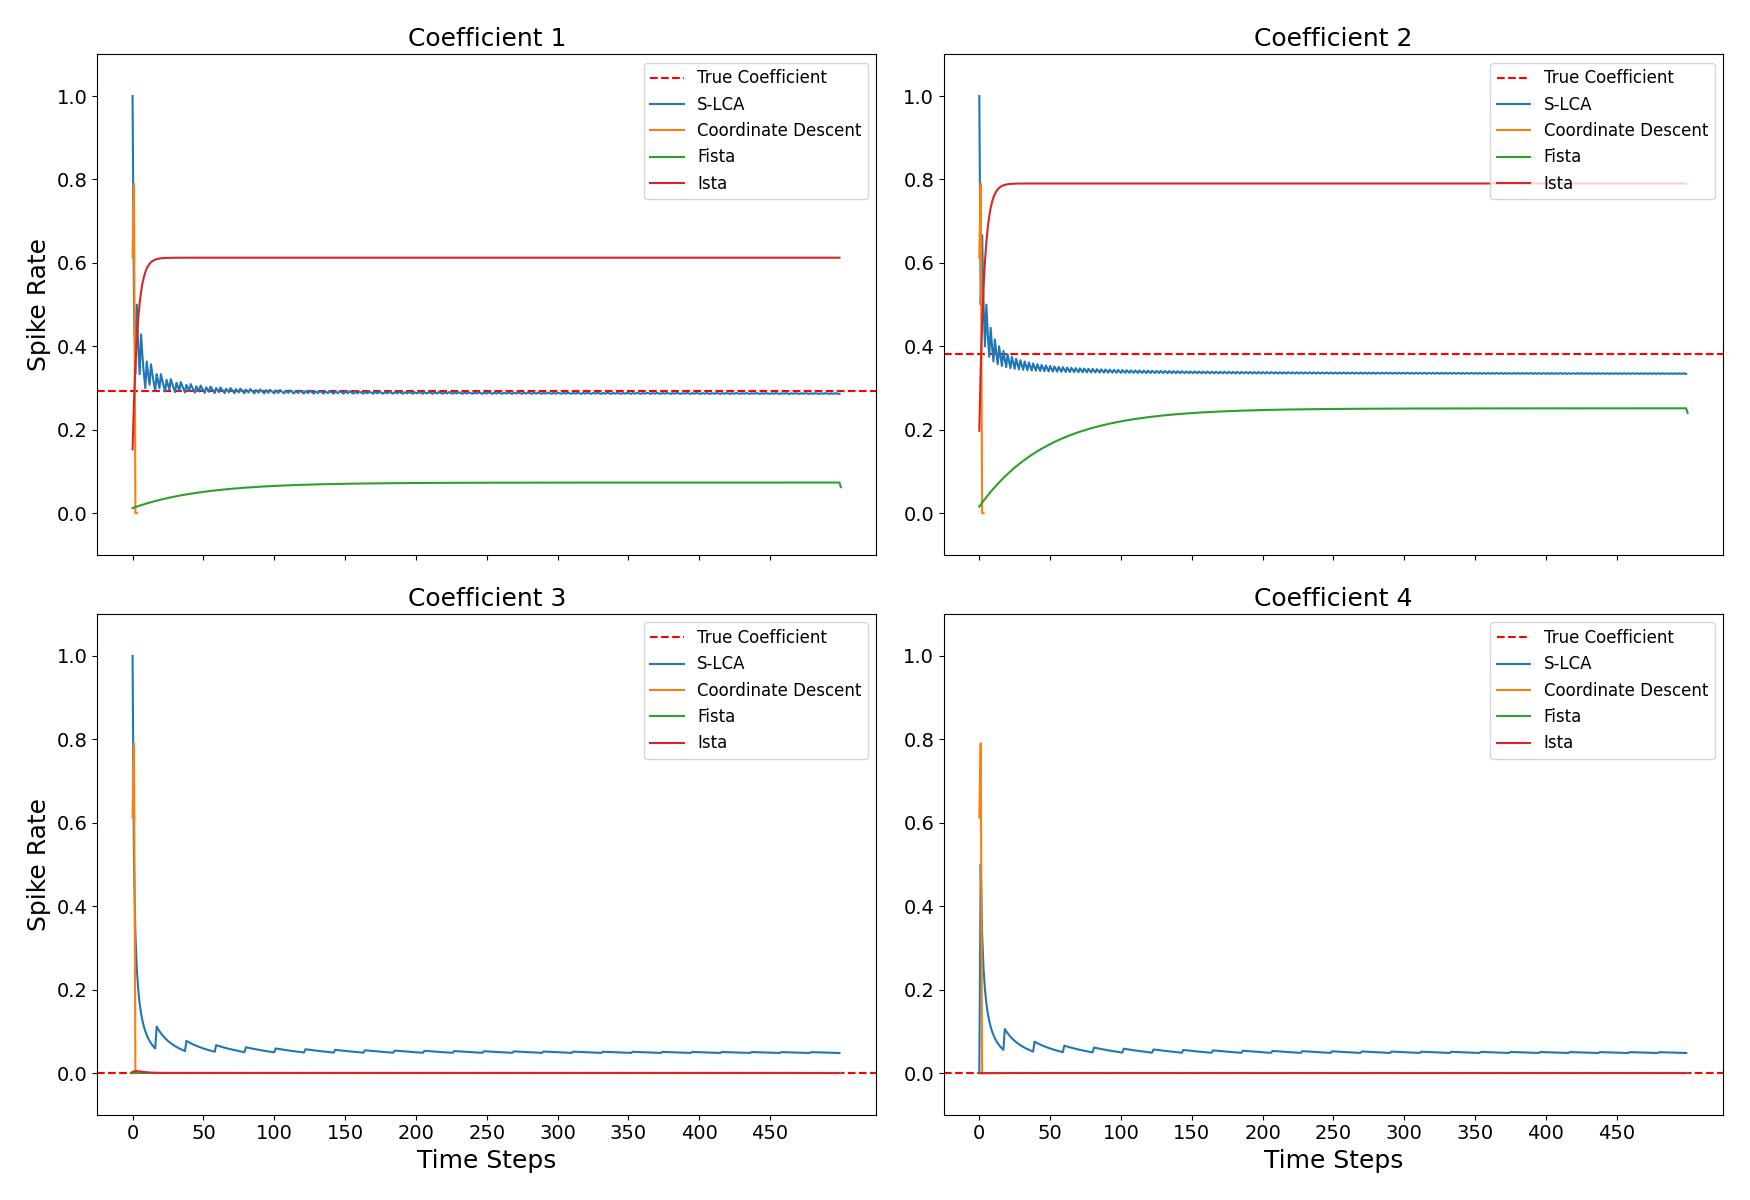 Coefficient 1
Spike Rate
1.0
0.8
0.6
0.4
0.2
0.0
True Coefficient
S-LCA
Coordinate Descent
Fista
Ista
Coefficient 2
1.0
0.8
0.6
0.4
0.2
0.0
True Coefficient
S-LCA
Coordinate Descent
Fista
Ista
Coefficient 3
Spike Rate
1.0
0.8
0.6
0.4
0.2
0.0
True Coefficient
S-LCA
Coordinate Descent
Fista
Ista
0 50 100 150 200 250 300 350 400 450
Time Steps
Coefficient 4
1.0
0.8
0.6
0.4
0.2
0.0
True Coefficient
S-LCA
Coordinate Descent
Fista
Ista
0 50 100 150 200 250 300 350 400 450
Time Steps